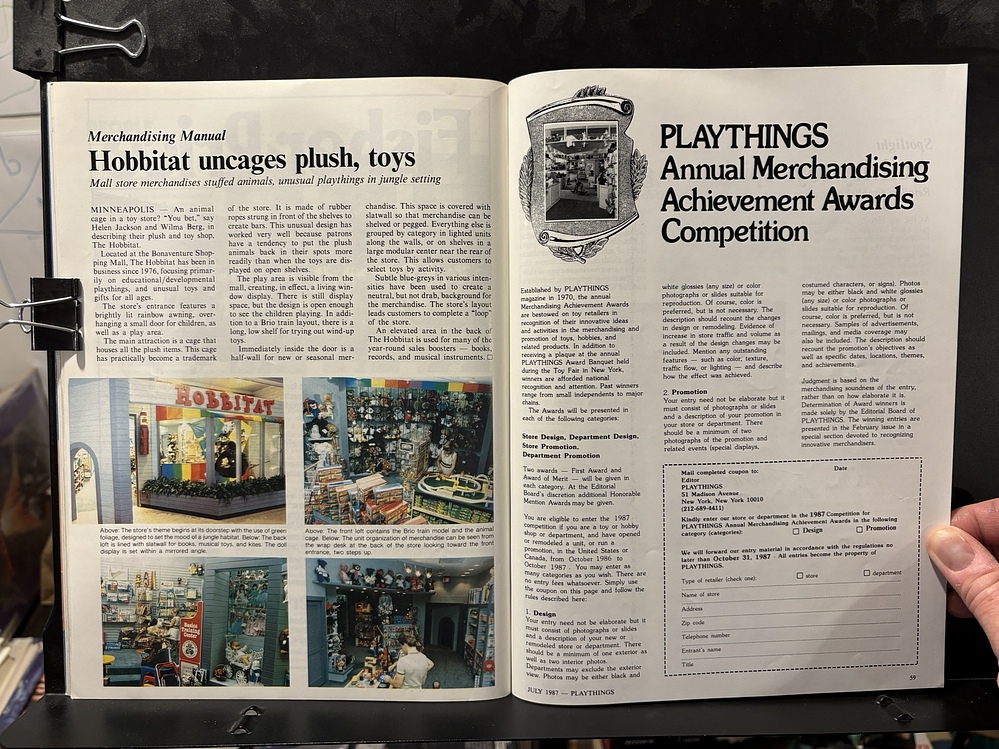 Merchandising Manual
Hobbitat uncages plush, toys
Mall store merchandises stuffed animals, unusual playthings in jungle setting
MINNEAPOLIS — An animal
cage in a toy store? "You bet," say
Helen Jackson and Wilma Berg, in
describing their plush and toy shop,
The Hobbitat.
Located at the Bonaventure Shop-
ping Mall, The Hobbitat has been in
business since 1976, focusing primar-
ily on educational/developmental
playthings, and unusual toys and
gifts for all ages.
The store's entrance features a
brightly lit rainbow awning, over-
hanging a small door for children, as
well as a play area.
The main attraction is a cage that
houses all the plush items. This cage
has practically become a trademark
of the store. It is made of rubber
ropes strung in front of the shelves to
create bars. This unusual design has
worked very well because patrons
have a tendency to put the plush
animals back in their spots more
readily than when the toys are dis-
played on open shelves.
The play area is visible from the
mall, creating, in effect, a living win-
dow display. There is still display
space, but the design is open enough
to see the children playing. In addi-
tion to a Brio train layout, there is a
long, low shelf for trying out wind-up
toys.
Immediately inside the door is a
half-wall for new or seasonal mer-
chandise. This space is covered with
slatwall so that merchandise can be
shelved or pegged. Everything else is
grouped by category in lighted units
along the walls, or on shelves in a
large modular center near the rear of
the store. This allows customers to
select toys by activity.
Subtle blue-greys in various inten-
sities have been used to create a
neutral, but not drab, background for
the merchandise. The store's layout
leads customers to complete a "loop"
of the store.
An elevated area in the back of
The Hobbitat is used for many of the
year-round sales boosters — books,
records, and musical instruments. □
HOBBITAT
Above: The store's theme begins at its doorstep with the use of green
foliage, designed to set the mood of a jungle habitat. Below: The back
loft is lined with slatwall for books, musical toys, and kites. The doll
display is set within a mirrored angle.
Above: The front loft contains the Brio train model and the animal
cage. Below: The unit organization of merchandise can be seen from
the wrap desk at the back of the store looking toward the front
entrance, two steps up.
Basics
Training
Center
PLAYTHINGS
Annual Merchandising
Achievement Awards
Competition
Established by PLAYTHINGS
magazine in 1970, the annual
Merchandising Achievement Awards
are bestowed on toy retailers in
recognition of their innovative ideas
and activities in the merchandising and
promotion of toys, hobbies, and
related products. In addition to
receiving a plaque at the annual
PLAYTHINGS Award Banquet held
during the Toy Fair in New York,
winners are afforded national
recognition and attention. Past winners
range from small independents to major
chains.
The Awards will be presented in
each of the following categories:
Store Design, Department Design,
Store Promotion,
Department Promotion
Two awards — First Award and
Award of Merit — will be given in
each category. At the Editorial
Board's discretion additional Honorable
Mention Awards may be given.
You are eligible to enter the 1987
competition if you are a toy or hobby
shop or department, and have opened
or remodeled a unit, or run a
promotion, in the United States or
Canada, from October 1986 to
October 1987. You may enter as
many categories as you wish. There are
no entry fees whatsoever. Simply use
the coupon on this page and follow the
rules described here:
1. Design
Your entry need not be elaborate but it
must consist of photographs or slides
and a description of your new or
remodeled store or department. There
should be a minimum of one exterior as
well as two interior photos.
Departments may exclude the exterior
view. Photos may be either black and
white glossies (any size) or color
photographs or slides suitable for
reproduction. Of course, color is
preferred, but is not necessary. The
description should recount the changes
in design or remodeling. Evidence of
increase in store traffic and volume as
a result of the design changes may be
included. Mention any outstanding
features — such as color, texture,
traffic flow, or lighting — and describe
how the effect was achieved.
2. Promotion
Your entry need not be elaborate but it
must consist of photographs or slides
and a description of your promotion in
your store or department. There
should be a minimum of two
photographs of the promotion and
related events (special displays,
costumed characters, or signs). Photos
may be either black and white glossies
(any size) or color photographs or
slides suitable for reproduction. Of
course, color is preferred, but is not
necessary. Samples of advertisements,
mailings, and media coverage may
also be included. The description should
recount the promotion's objectives as
well as specific dates, locations, themes,
and achievements.
Judgment is based on the
merchandising soundness of the entry,
rather than on how elaborate it is.
Determination of Award winners is
made solely by the Editorial Board of
PLAYTHINGS. The winning entries are
presented in the February issue in a
special section devoted to recognizing
innovative merchandisers.
Mail completed coupon to:
Date
Editor
PLAYTHINGS
51 Madison Avenue
New York, New York 10010
(212-689-4411)
Kindly enter our store or department in the 1987 Competition for
PLAYTHINGS Annual Merchandising Achievement Awards in the following
category (categories):
□ Design
□ Promotion
We will forward our entry material in accordance with the regulations no
later than October 31, 1987. All entries become the property of
PLAYTHINGS.
Type of retailer (check one)
□ store
□ department
Name of store
Address
Zip code
Telephone number
Entrant's name
Title
JULY 1987 — PLAYTHINGS
59